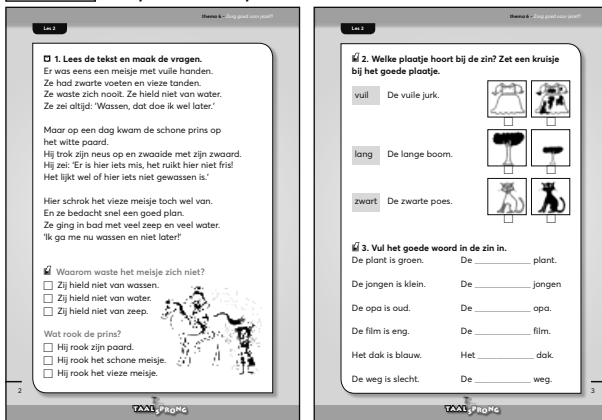 thema 6 - Zorg goed voor jezelf!
Les 2
1. Lees de tekst en maak de vragen.
Er was eens een meisje met vuile handen.
Ze had zwarte voeten en vieze tanden.
Ze waste zich nooit. Ze hield niet van water.
Ze zei altijd: ‘Wassen, dat doe ik wel later.’
Maar op een dag kwam de schone prins op
het witte paard.
Hij trok zijn neus op en zwaaide met zijn zwaard.
Hij zei: ‘Er is hier iets mis, het ruikt hier niet fris!
Het lijkt wel of hier iets niet gewassen is.’
Hier schrok het vieze meisje toch wel van.
En ze bedacht snel een goed plan.
Ze ging in bad met veel zeep en veel water.
‘Ik ga me nu wassen en niet later!’
Waarom waste het meisje zich niet?
Zij hield niet van wassen.
Zij hield niet van water.
Zij hield niet van zeep.
Wat rook de prins?
Hij rook zijn paard.
Hij rook het schone meisje.
Hij rook het vieze meisje.
2
TAALSPRONG
thema 6 - Zorg goed voor jezelf!
Les 2
2. Welke plaatje hoort bij de zin? Zet een kruisje
bij het goede plaatje.
vuil De vuile jurk.
lang De lange boom.
zwart De zwarte poes.
3. Vul het goede woord in de zin in.
De plant is groen. De __________ plant.
De jongen is klein. De __________ jongen
De opa is oud. De __________ opa.
De film is eng. De __________ film.
Het dak is blauw. Het __________ dak.
De weg is slecht. De __________ weg.
3
TAALSPRONG